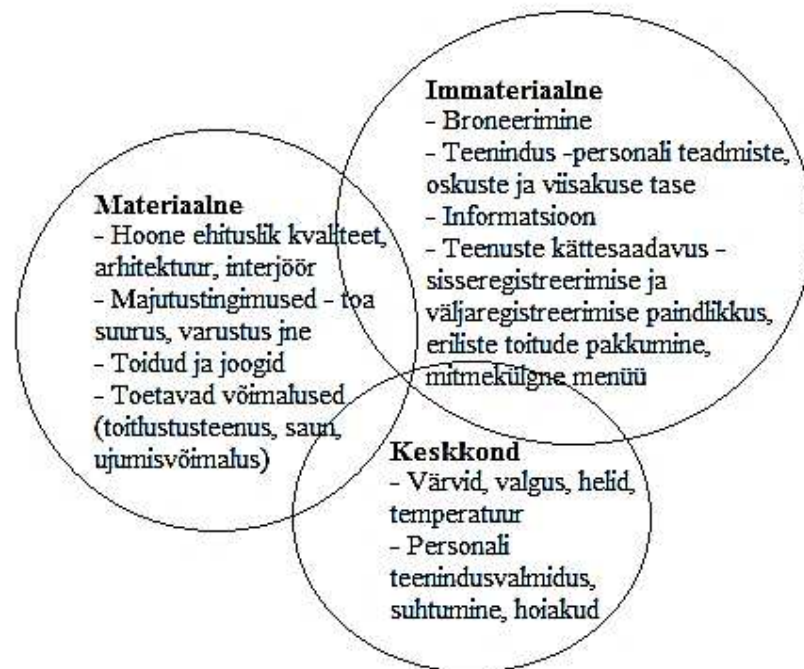 Immateriaalne
- Broneerimine
- Teenindus -personali teadmiste,
oskuste ja viisakuse tase
- Informatsioon
- Teenuste kättesaadavus -
sisseregistreerimise ja
väljaregistreerimise paindlikkus,
eriliste toitude pakkumine,
mitmekülgne menüü
Materiaalne
- Hoone ehituslik kvaliteet,
arhitektuur, interjöör
- Majutustingimused - toa
suurus, varustus jne
- Toidud ja joogid
- Toetavad võimalused
(toitlustusteenus, saun,
ujumisvõimalus)
Keskkond
- Värvid, valgus, helid,
temperatuur
- Personali
teenindusvalmidus,
suhtumine, hoiakud